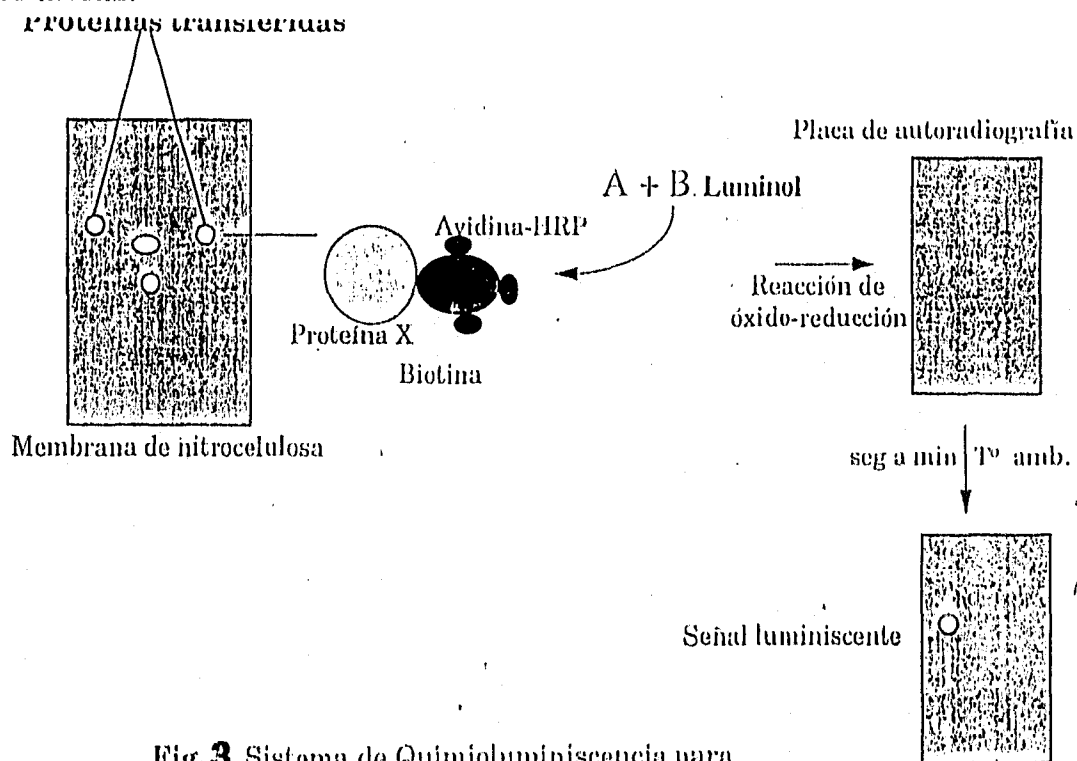 Proteínas transferidas
Placa de autoradiografía
A + B. Luminol
Avidina-HRP
Reacción de
óxido-reducción
Proteína X
Biotina
Membrana de nitrocelulosa
seg a min Tº amb.
Señal luminiscente
Fig. 3 Sistema de Quimioluminiscencia para